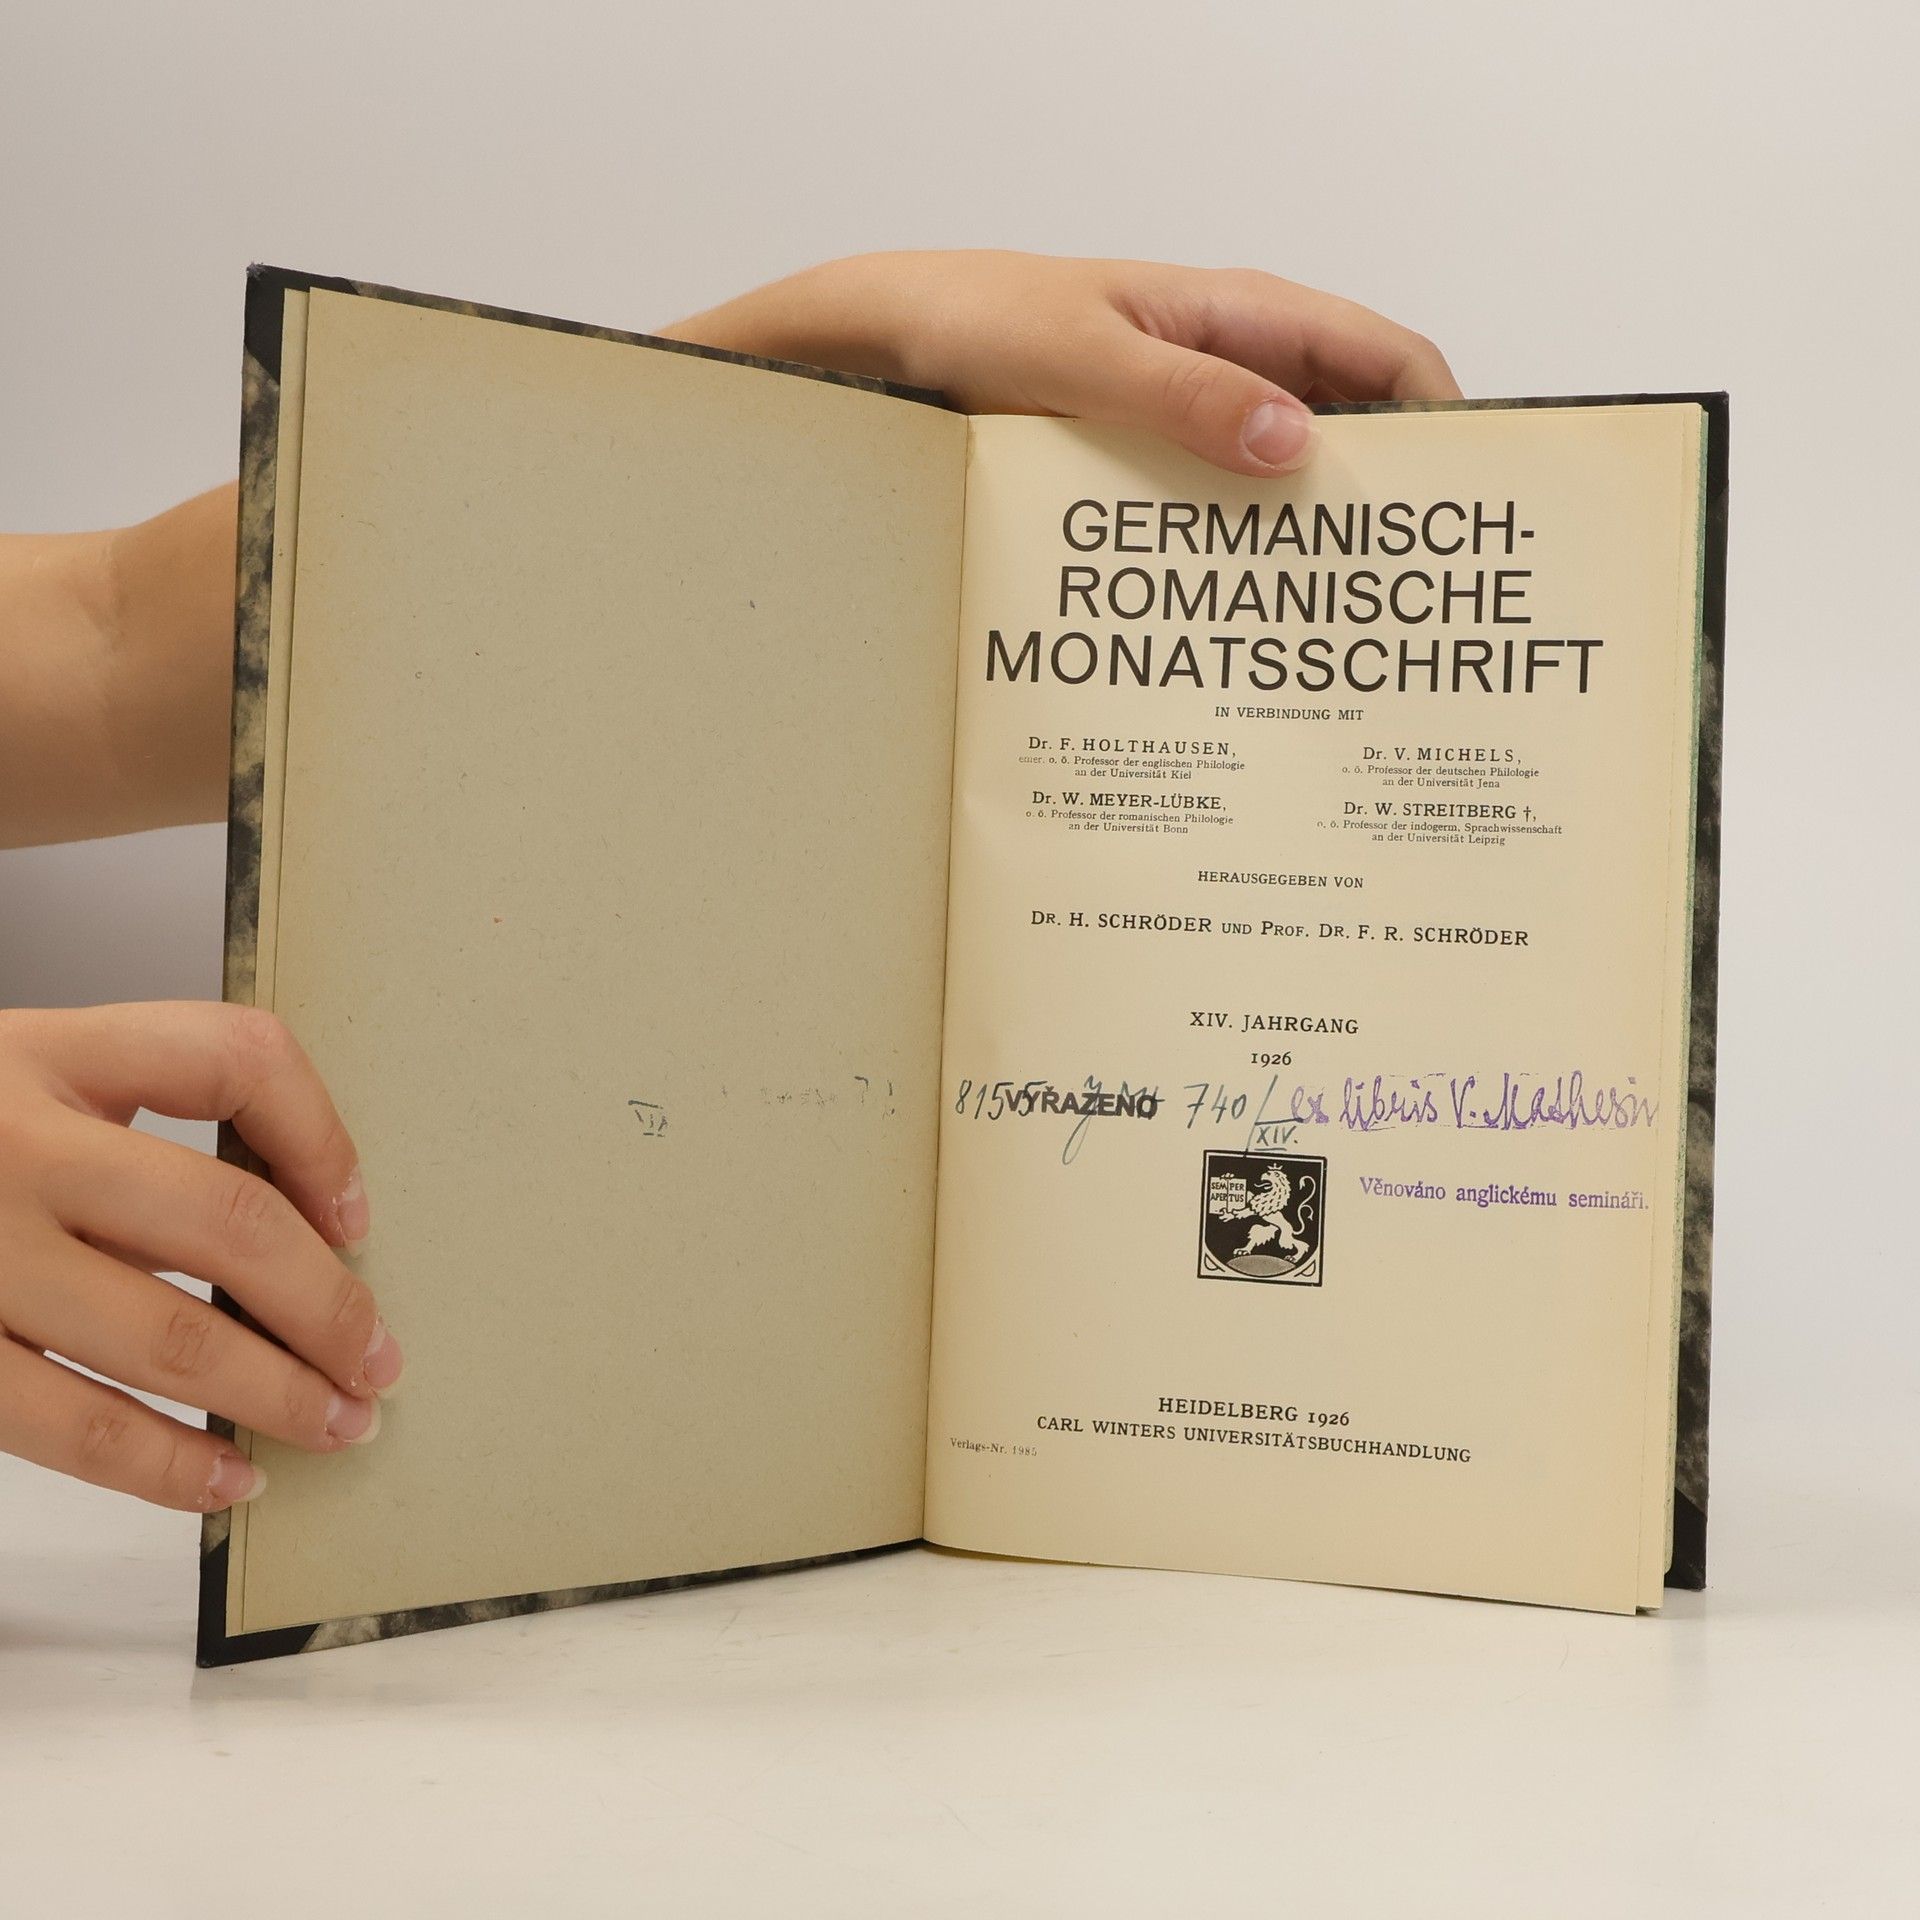 GERMANISCH-
ROMANISCHE
MONATSSCHRIFT
IN VERBINDUNG MIT
Dr. F. HOLTHAUSEN,
emer. o. ö. Professor der englischen Philologie
an der Universität Kiel
Dr. V. MICHELS,
o. ö. Professor der deutschen Philologie
an der Universität Jena
Dr. W. MEYER-LÜBKE,
o. ö. Professor der romanischen Philologie
an der Universität Bonn
Dr. W. STREITBERG †,
o. ö. Professor der indogerm. Sprachwissenschaft
an der Universität Leipzig
HERAUSGEGEBEN VON
DR. H. SCHRÖDER UND PROF. DR. F. R. SCHRÖDER
XIV. JAHRGANG
1926
8155 VYŘAZENO 740/XIV. ex libris V. Mathesiu
SEMPER
APERTUS
Věnováno anglickému semináři.
HEIDELBERG 1926
CARL WINTERS UNIVERSITÄTSBUCHHANDLUNG
Verlags-Nr. 1985